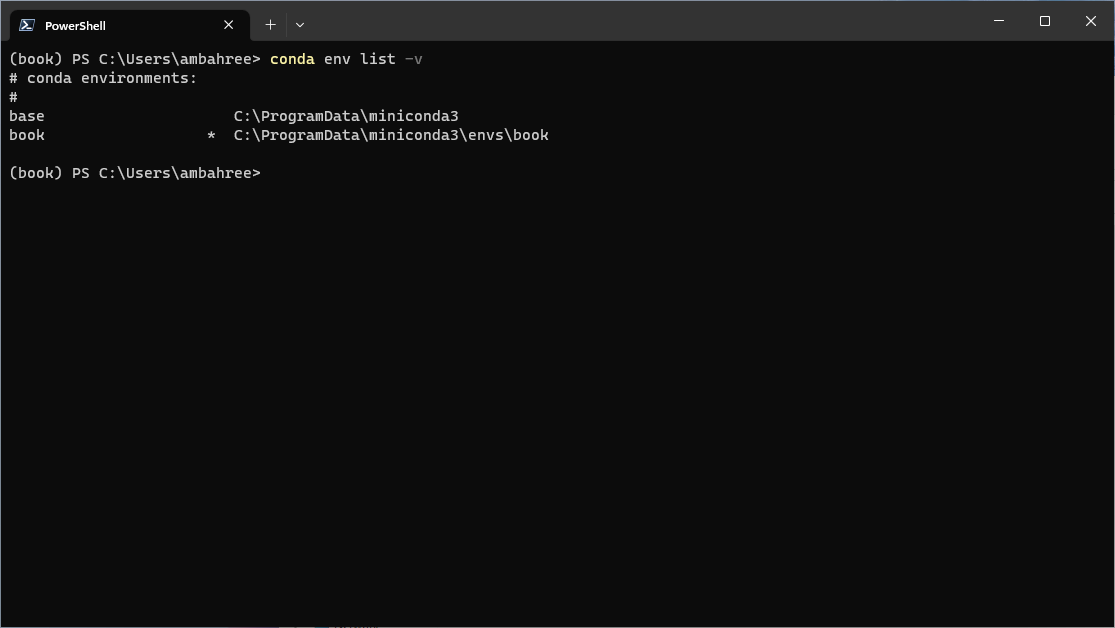 PowerShell
(book) PS C:\Users\ambahree> conda env list -v
# conda environments:
#
base                     C:\ProgramData\miniconda3
book                  *  C:\ProgramData\miniconda3\envs\book
(book) PS C:\Users\ambahree>